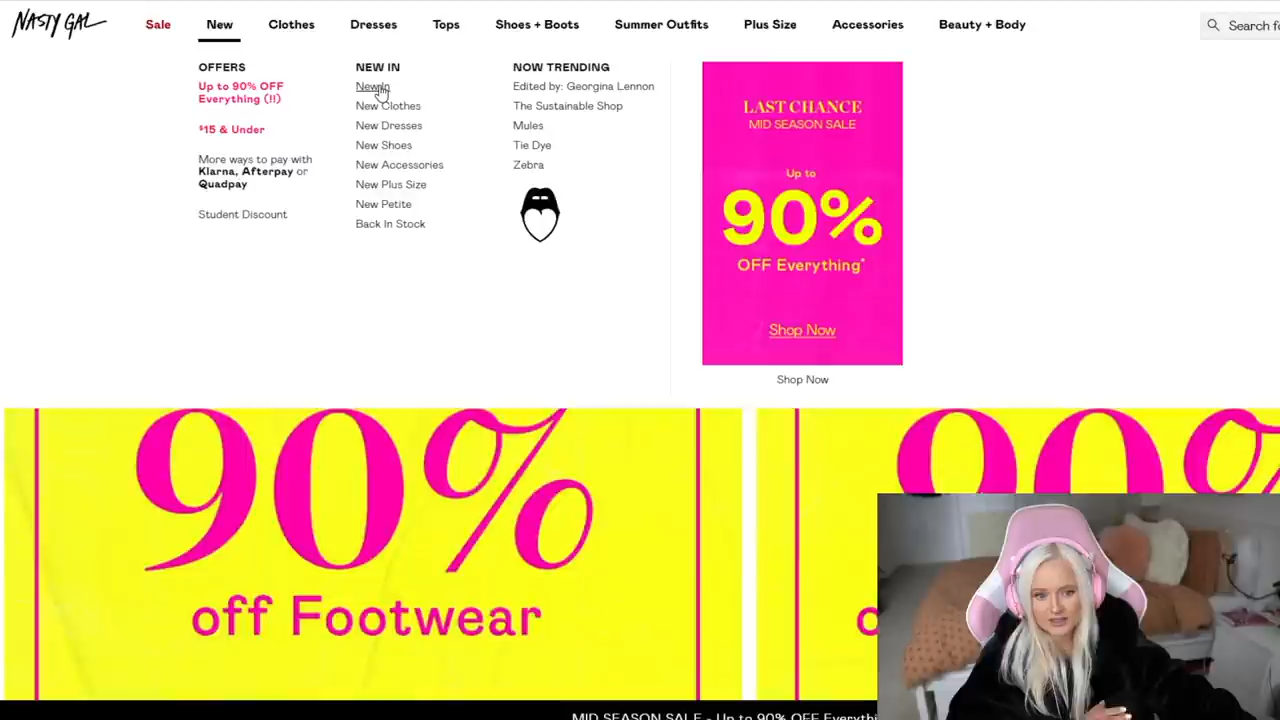 NASTY GAL
Sale
New
Clothes
Dresses
Tops
Shoes + Boots
Summer Outfits
Plus Size
Accessories
Beauty + Body
Search fo
OFFERS
Up to 90% OFF
Everything (!!)
$15 & Under
More ways to pay with
Klarna, Afterpay or
Quadpay
Student Discount
NEW IN
New In
New Clothes
New Dresses
New Shoes
New Accessories
New Plus Size
New Petite
Back In Stock
NOW TRENDING
Edited by: Georgina Lennon
The Sustainable Shop
Mules
Tie Dye
Zebra
LAST CHANCE
MID SEASON SALE
Up to
90%
OFF Everything*
Shop Now
Shop Now
90%
off Footwear
90%
o
MID SEASON SALE - Up to 90% OFF Everythi